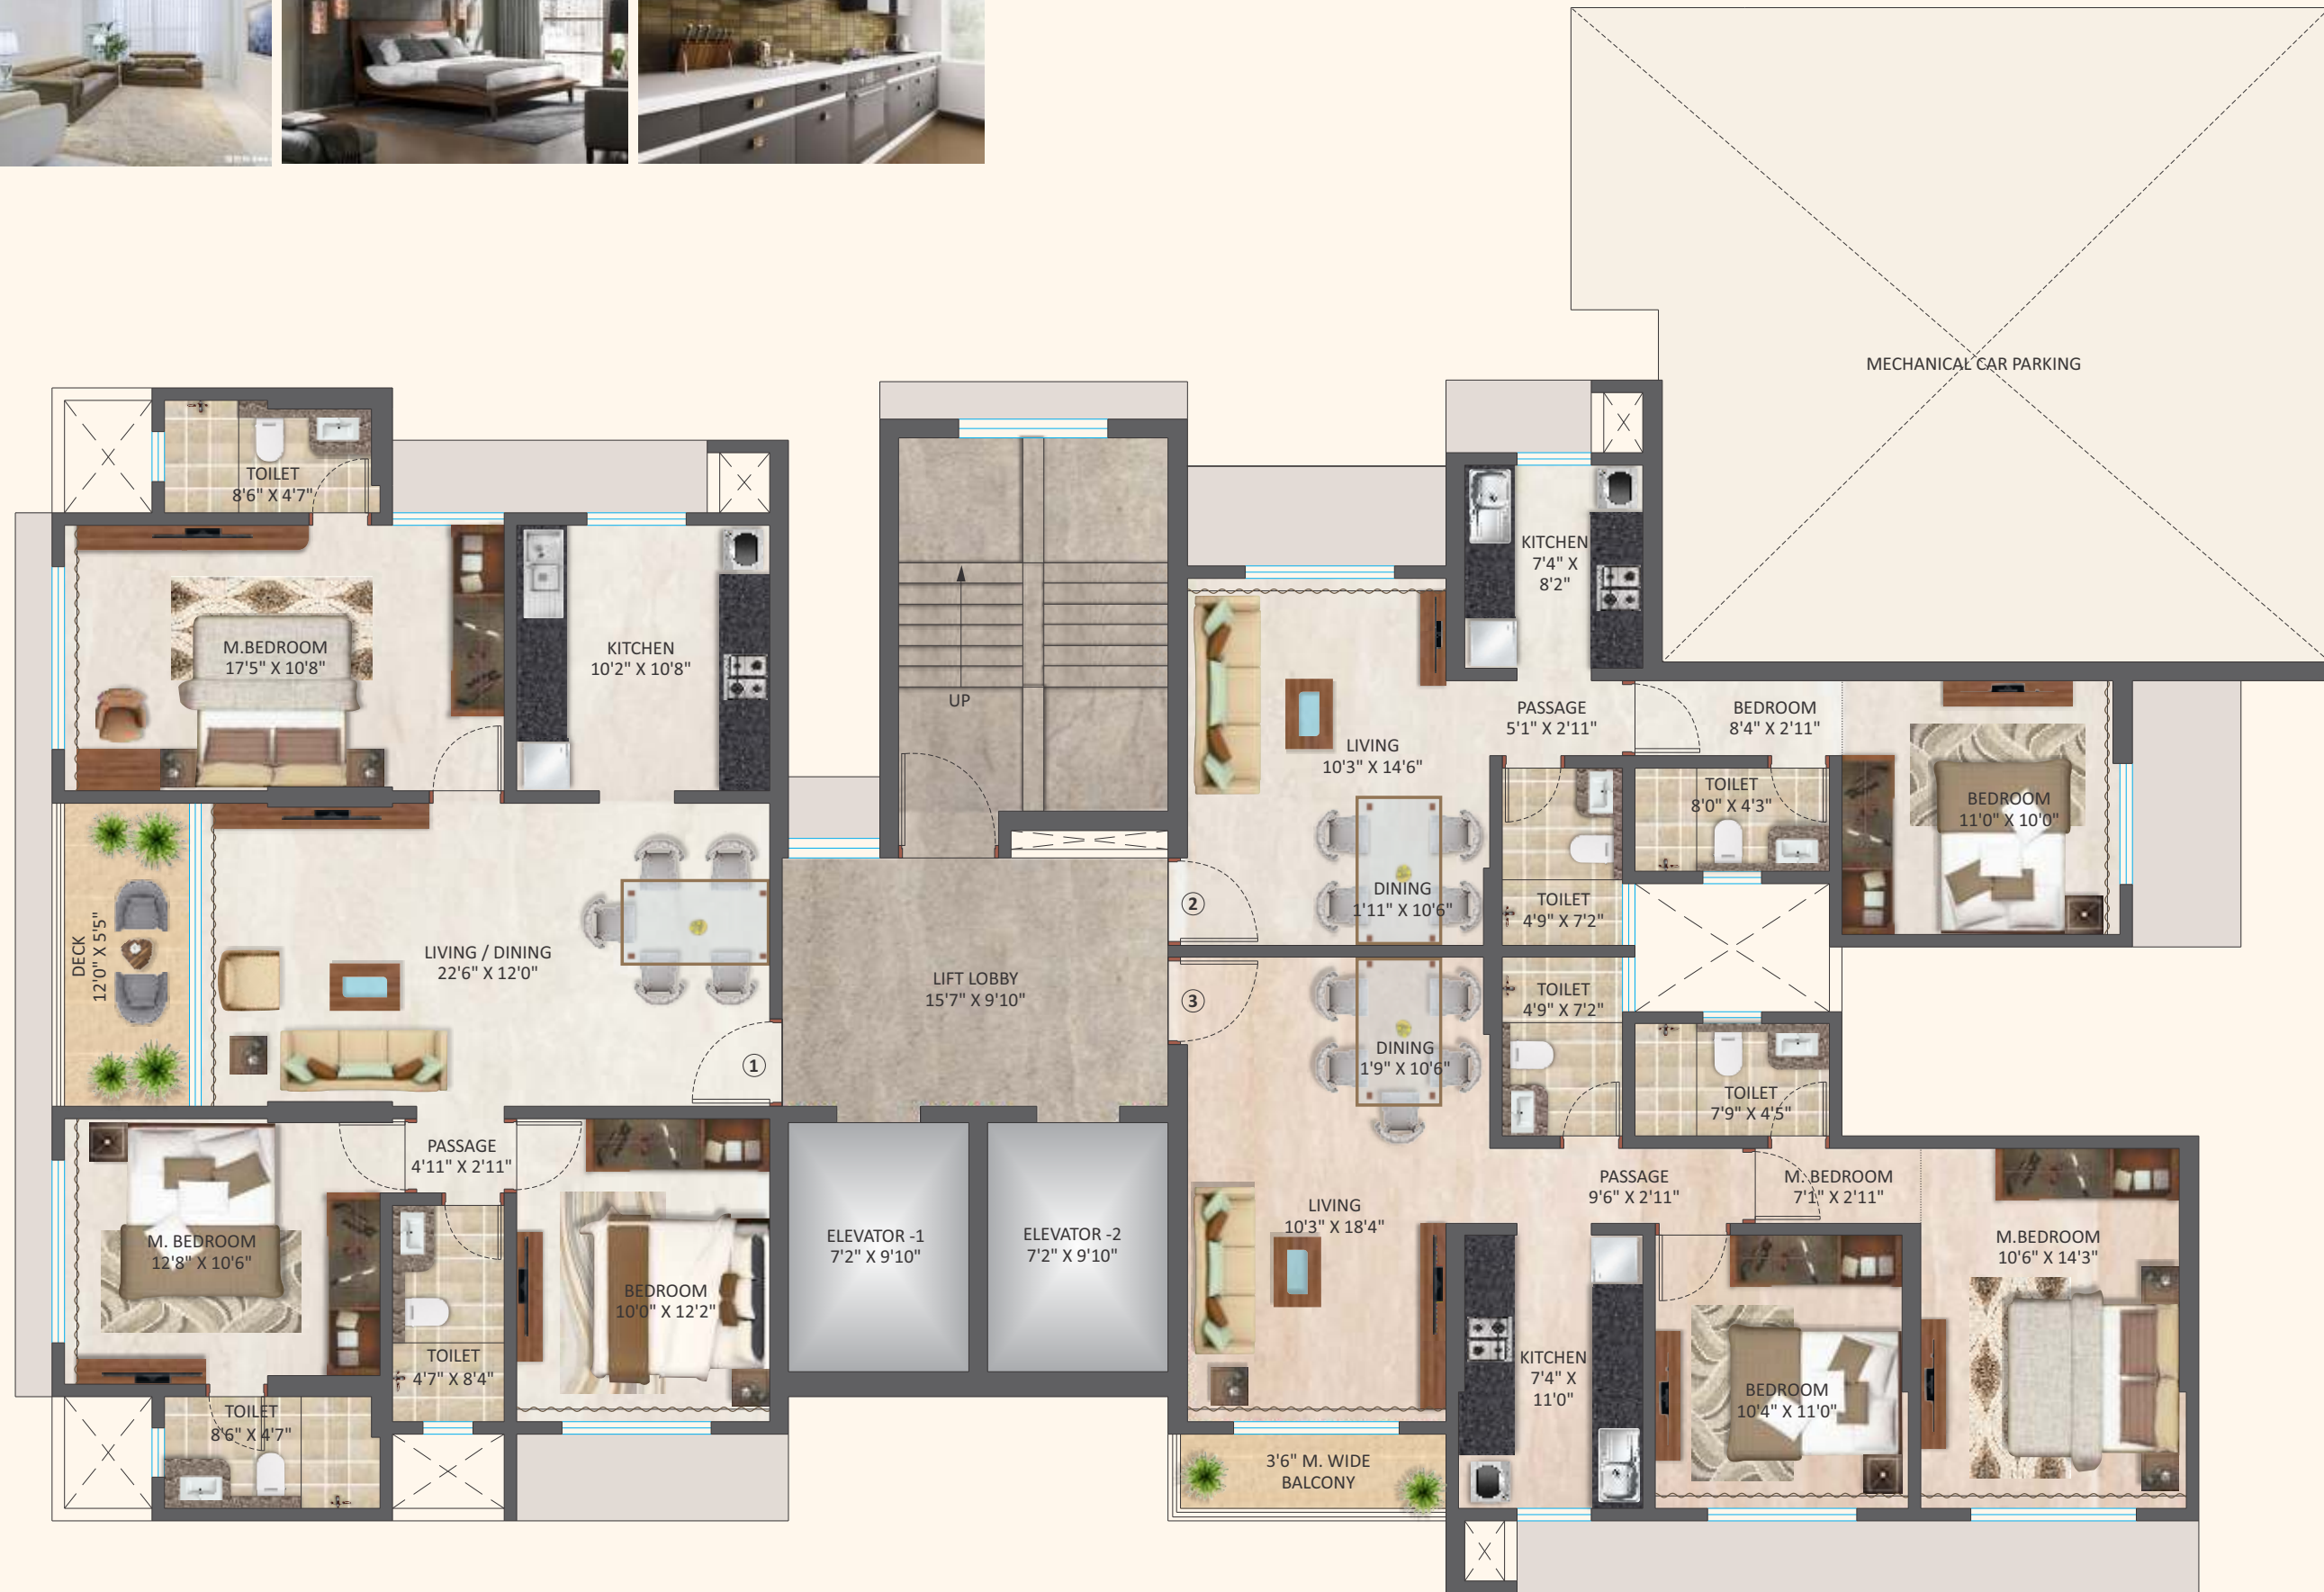 MECHANICAL CAR PARKING
TOILET
8'6" X 4'7"
M.BEDROOM
17'5" X 10'8"
KITCHEN
10'2" X 10'8"
UP
DECK
12'0" X 5'5"
LIVING / DINING
22'6" X 12'0"
1
LIFT LOBBY
15'7" X 9'10"
PASSAGE
4'11" X 2'11"
M. BEDROOM
12'8" X 10'6"
TOILET
4'7" X 8'4"
BEDROOM
10'0" X 12'2"
TOILET
8'6" X 4'7"
ELEVATOR -1
7'2" X 9'10"
ELEVATOR -2
7'2" X 9'10"
KITCHEN
7'4" X
8'2"
LIVING
10'3" X 14'6"
PASSAGE
5'1" X 2'11"
BEDROOM
8'4" X 2'11"
TOILET
8'0" X 4'3"
BEDROOM
11'0" X 10'0"
2
DINING
1'11" X 10'6"
TOILET
4'9" X 7'2"
3
DINING
1'9" X 10'6"
TOILET
4'9" X 7'2"
TOILET
7'9" X 4'5"
LIVING
10'3" X 18'4"
PASSAGE
9'6" X 2'11"
M. BEDROOM
7'1" X 2'11"
M.BEDROOM
10'6" X 14'3"
KITCHEN
7'4" X
11'0"
BEDROOM
10'4" X 11'0"
3'6" M. WIDE
BALCONY